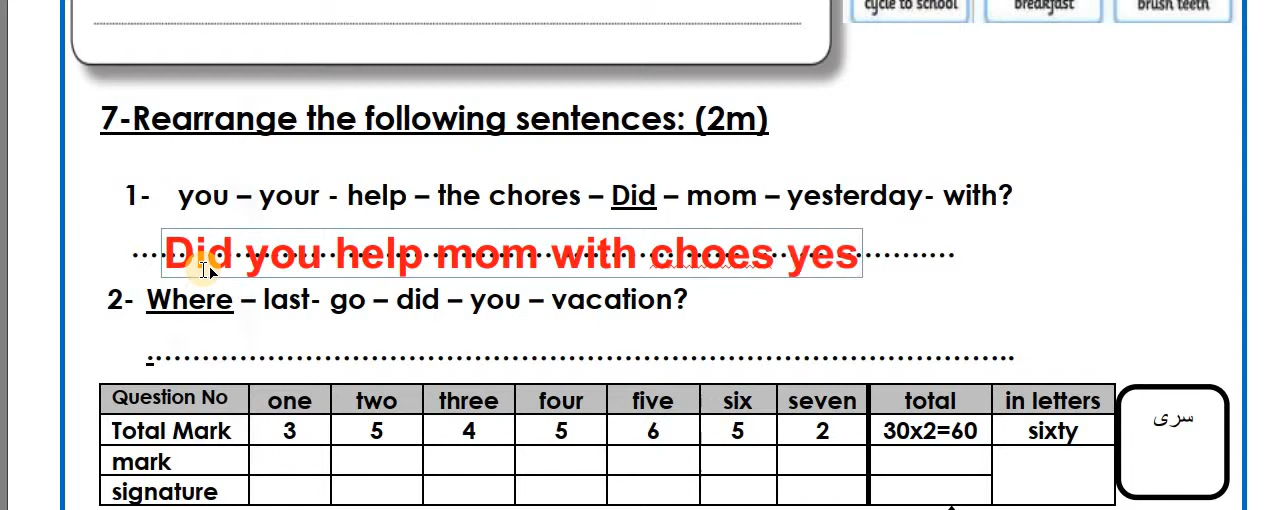 cycle to school breakfast brush teeth
7-Rearrange the following sentences: (2m)
1- you – your - help – the chores – Did – mom – yesterday- with?
Did you help mom with choes yes
2- Where – last- go – did – you – vacation?
Question No one two three four five six seven total in letters
Total Mark 3 5 4 5 6 5 2 30x2=60 sixty
mark
signature
سرى